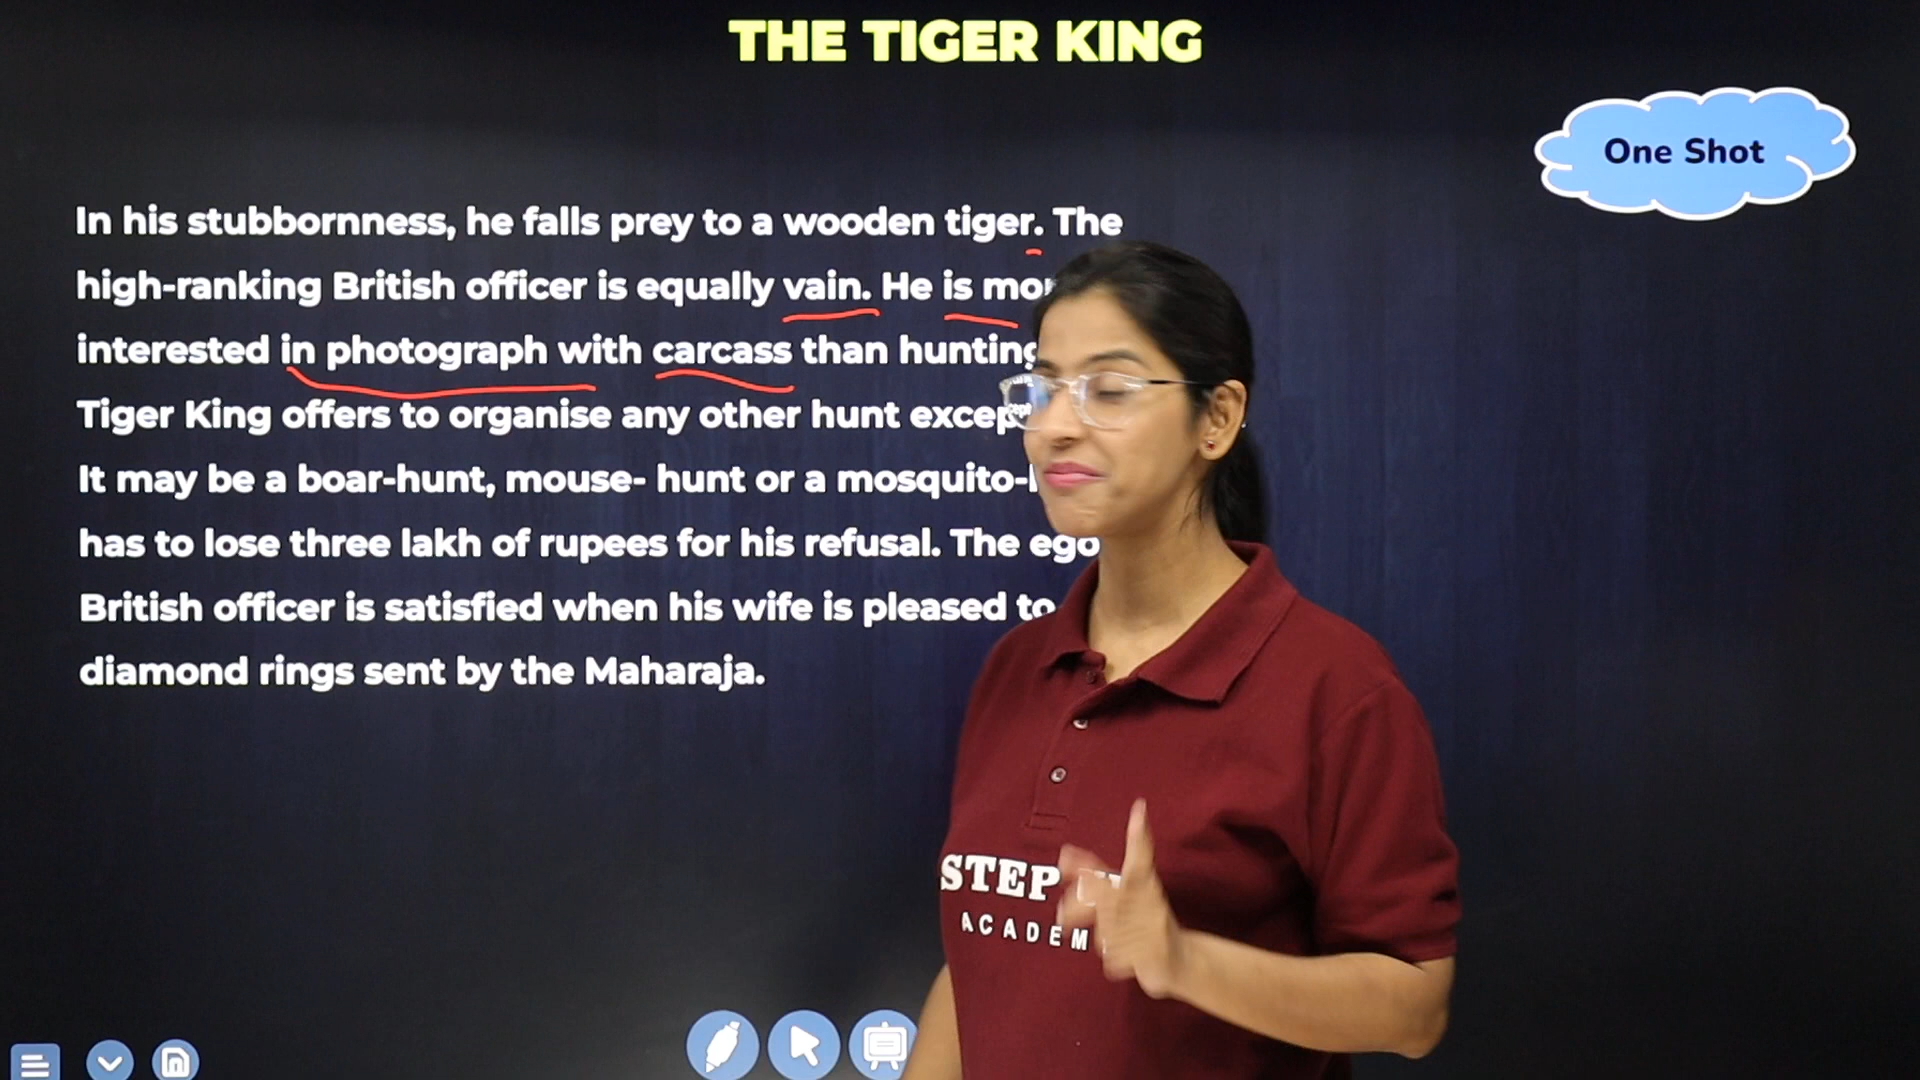 THE TIGER KING
One Shot
In his stubbornness, he falls prey to a wooden tiger. The
high-ranking British officer is equally vain. He is
interested in photograph with carcass than hunting
Tiger King offers to organise any other hunt
It may be a boar-hunt, mouse- hunt or a
has to lose three lakh of rupees for his refusal. The ego
British officer is satisfied when his wife is pleased to
diamond rings sent by the Maharaja.
STEP
ACADEM